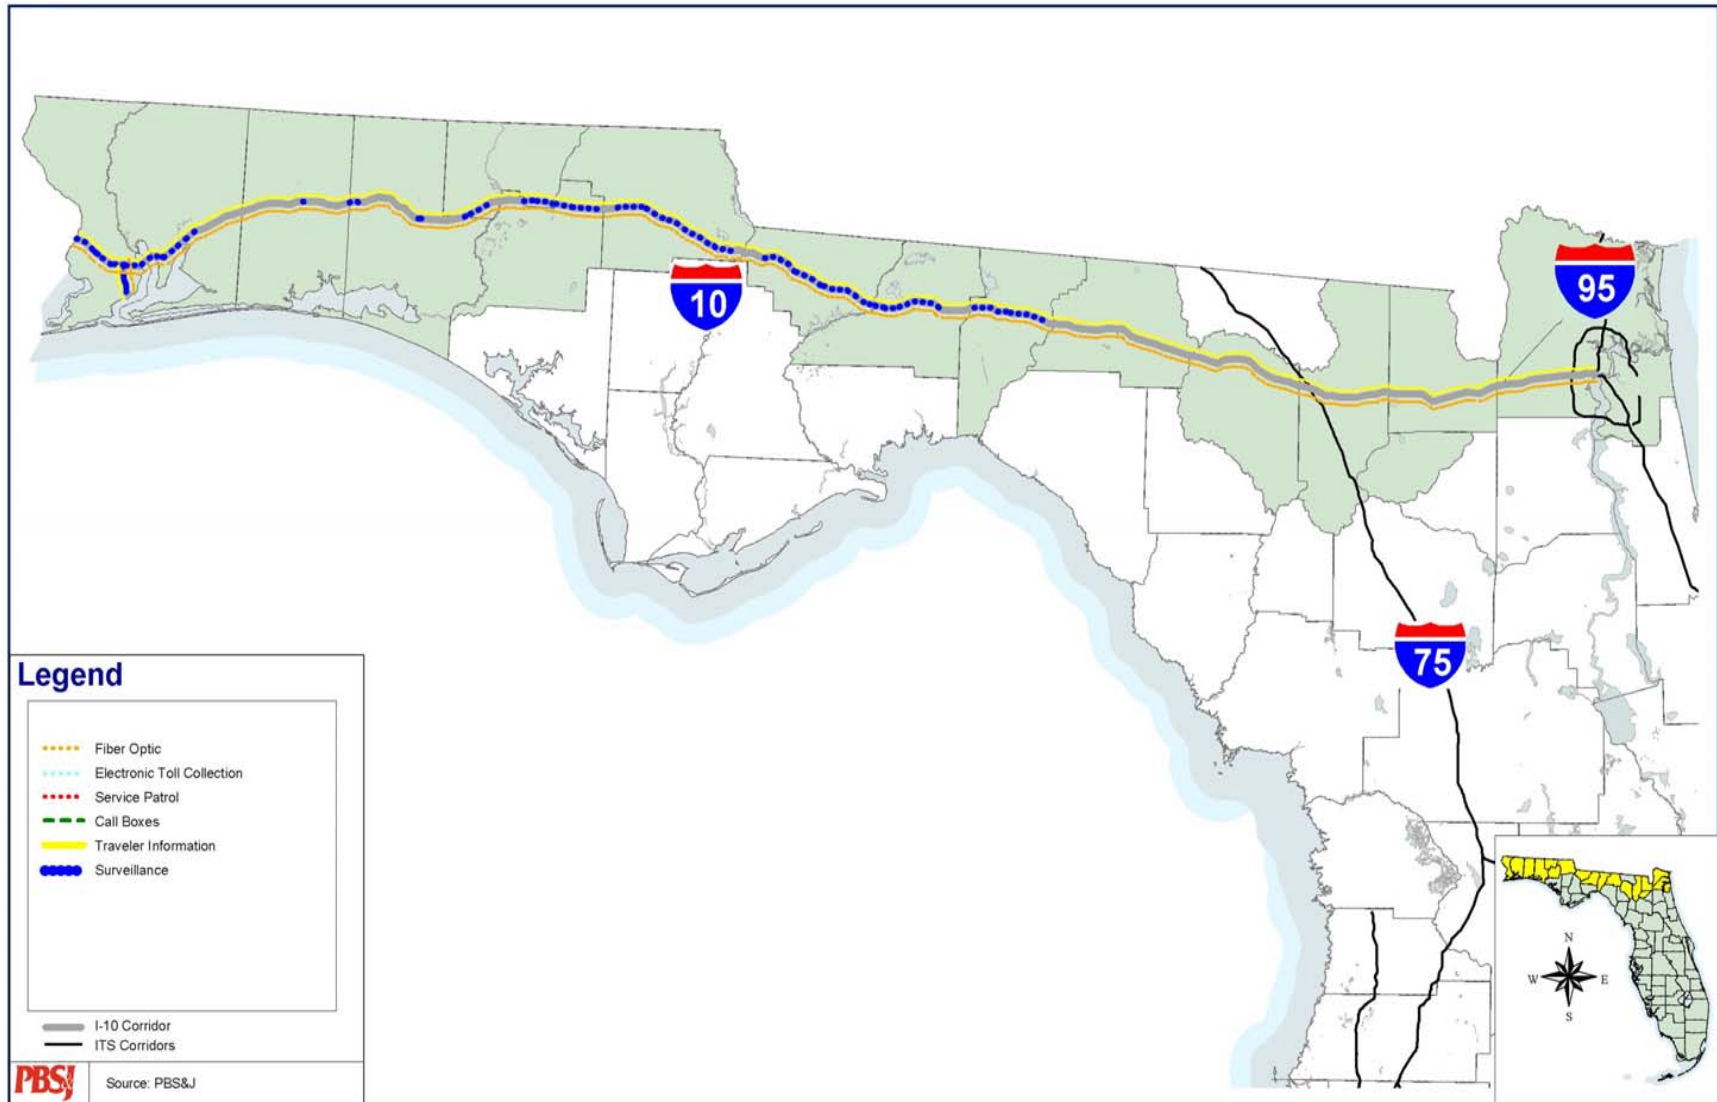 10
95
75
Legend
Fiber Optic
Electronic Toll Collection
Service Patrol
Call Boxes
Traveler Information
Surveillance
I-10 Corridor
ITS Corridors
PBSJ
Source: PBS&J
N
W
E
S